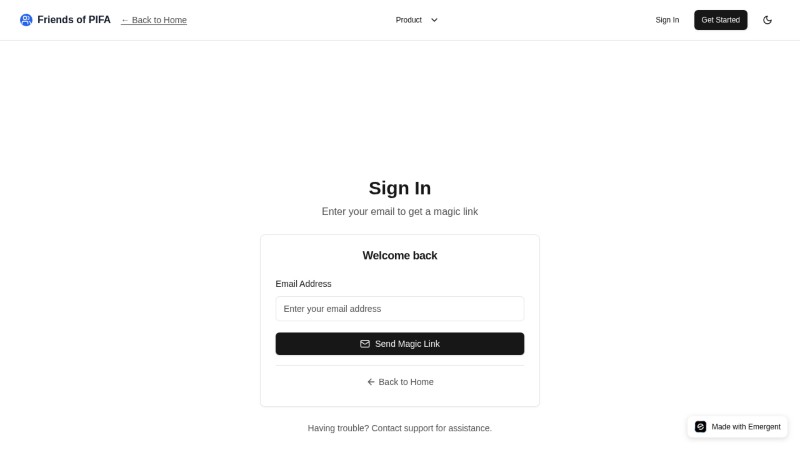 Friends of PIFA
← Back to Home
Product
Sign In
Get Started
Sign In
Enter your email to get a magic link
Welcome back
Email Address
Enter your email address
Send Magic Link
← Back to Home
Having trouble? Contact support for assistance.
Made with Emergent